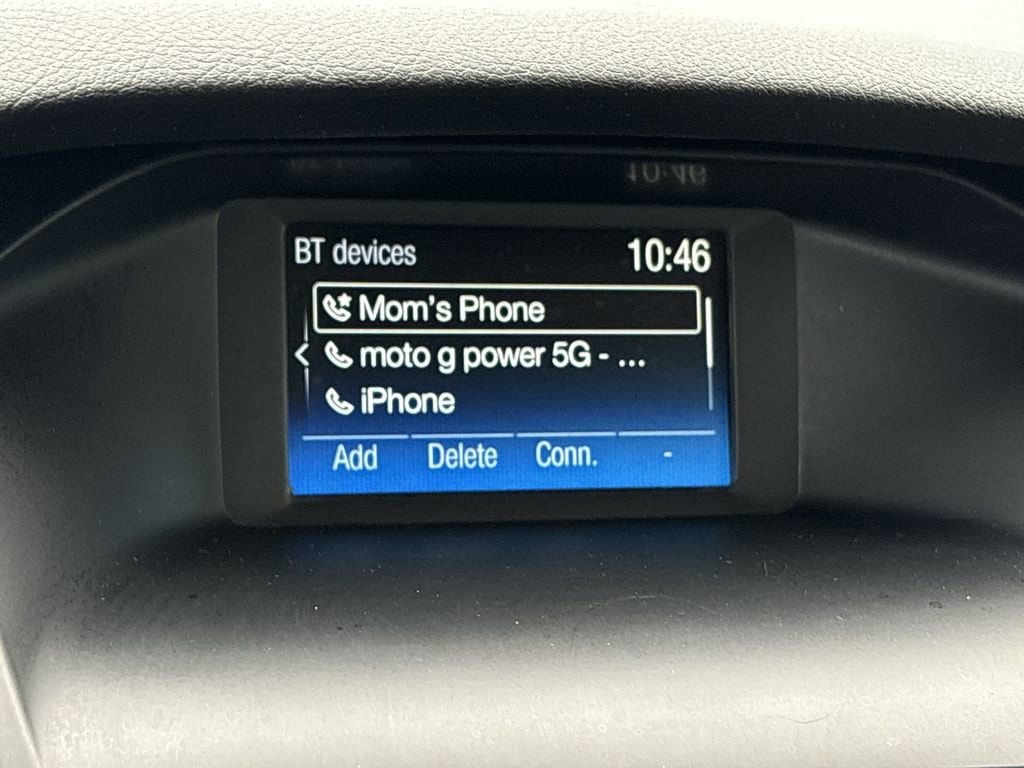 BT devices 10:46
Mom's Phone
moto g power 5G - ...
iPhone
Add Delete Conn. -